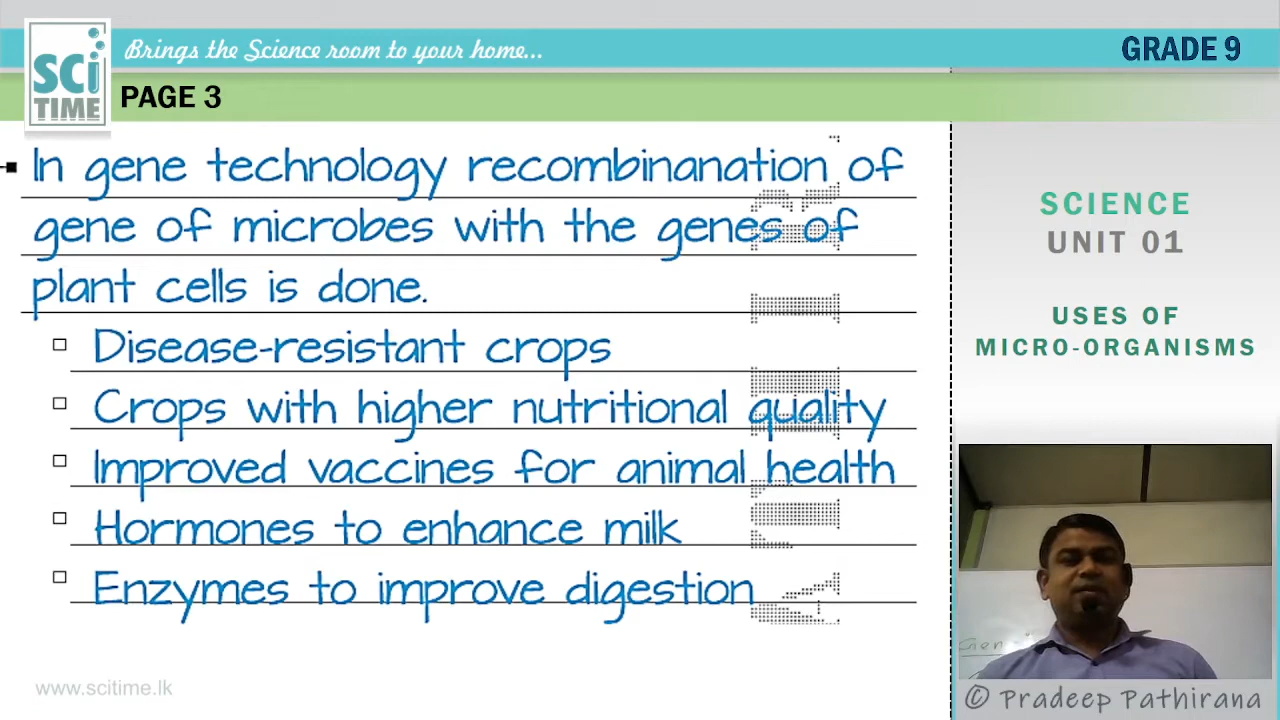 SCi
TIME
Brings the Science room to your home...
GRADE 9
PAGE 3
In gene technology recombinanation of
gene of microbes with the genes of
plant cells is done.
Disease-resistant crops
Crops with higher nutritional quality
Improved vaccines for animal health
Hormones to enhance milk
Enzymes to improve digestion
www.scitime.lk
SCIENCE
UNIT 01
USES OF
MICRO-ORGANISMS
Gen
© Pradeep Pathirana